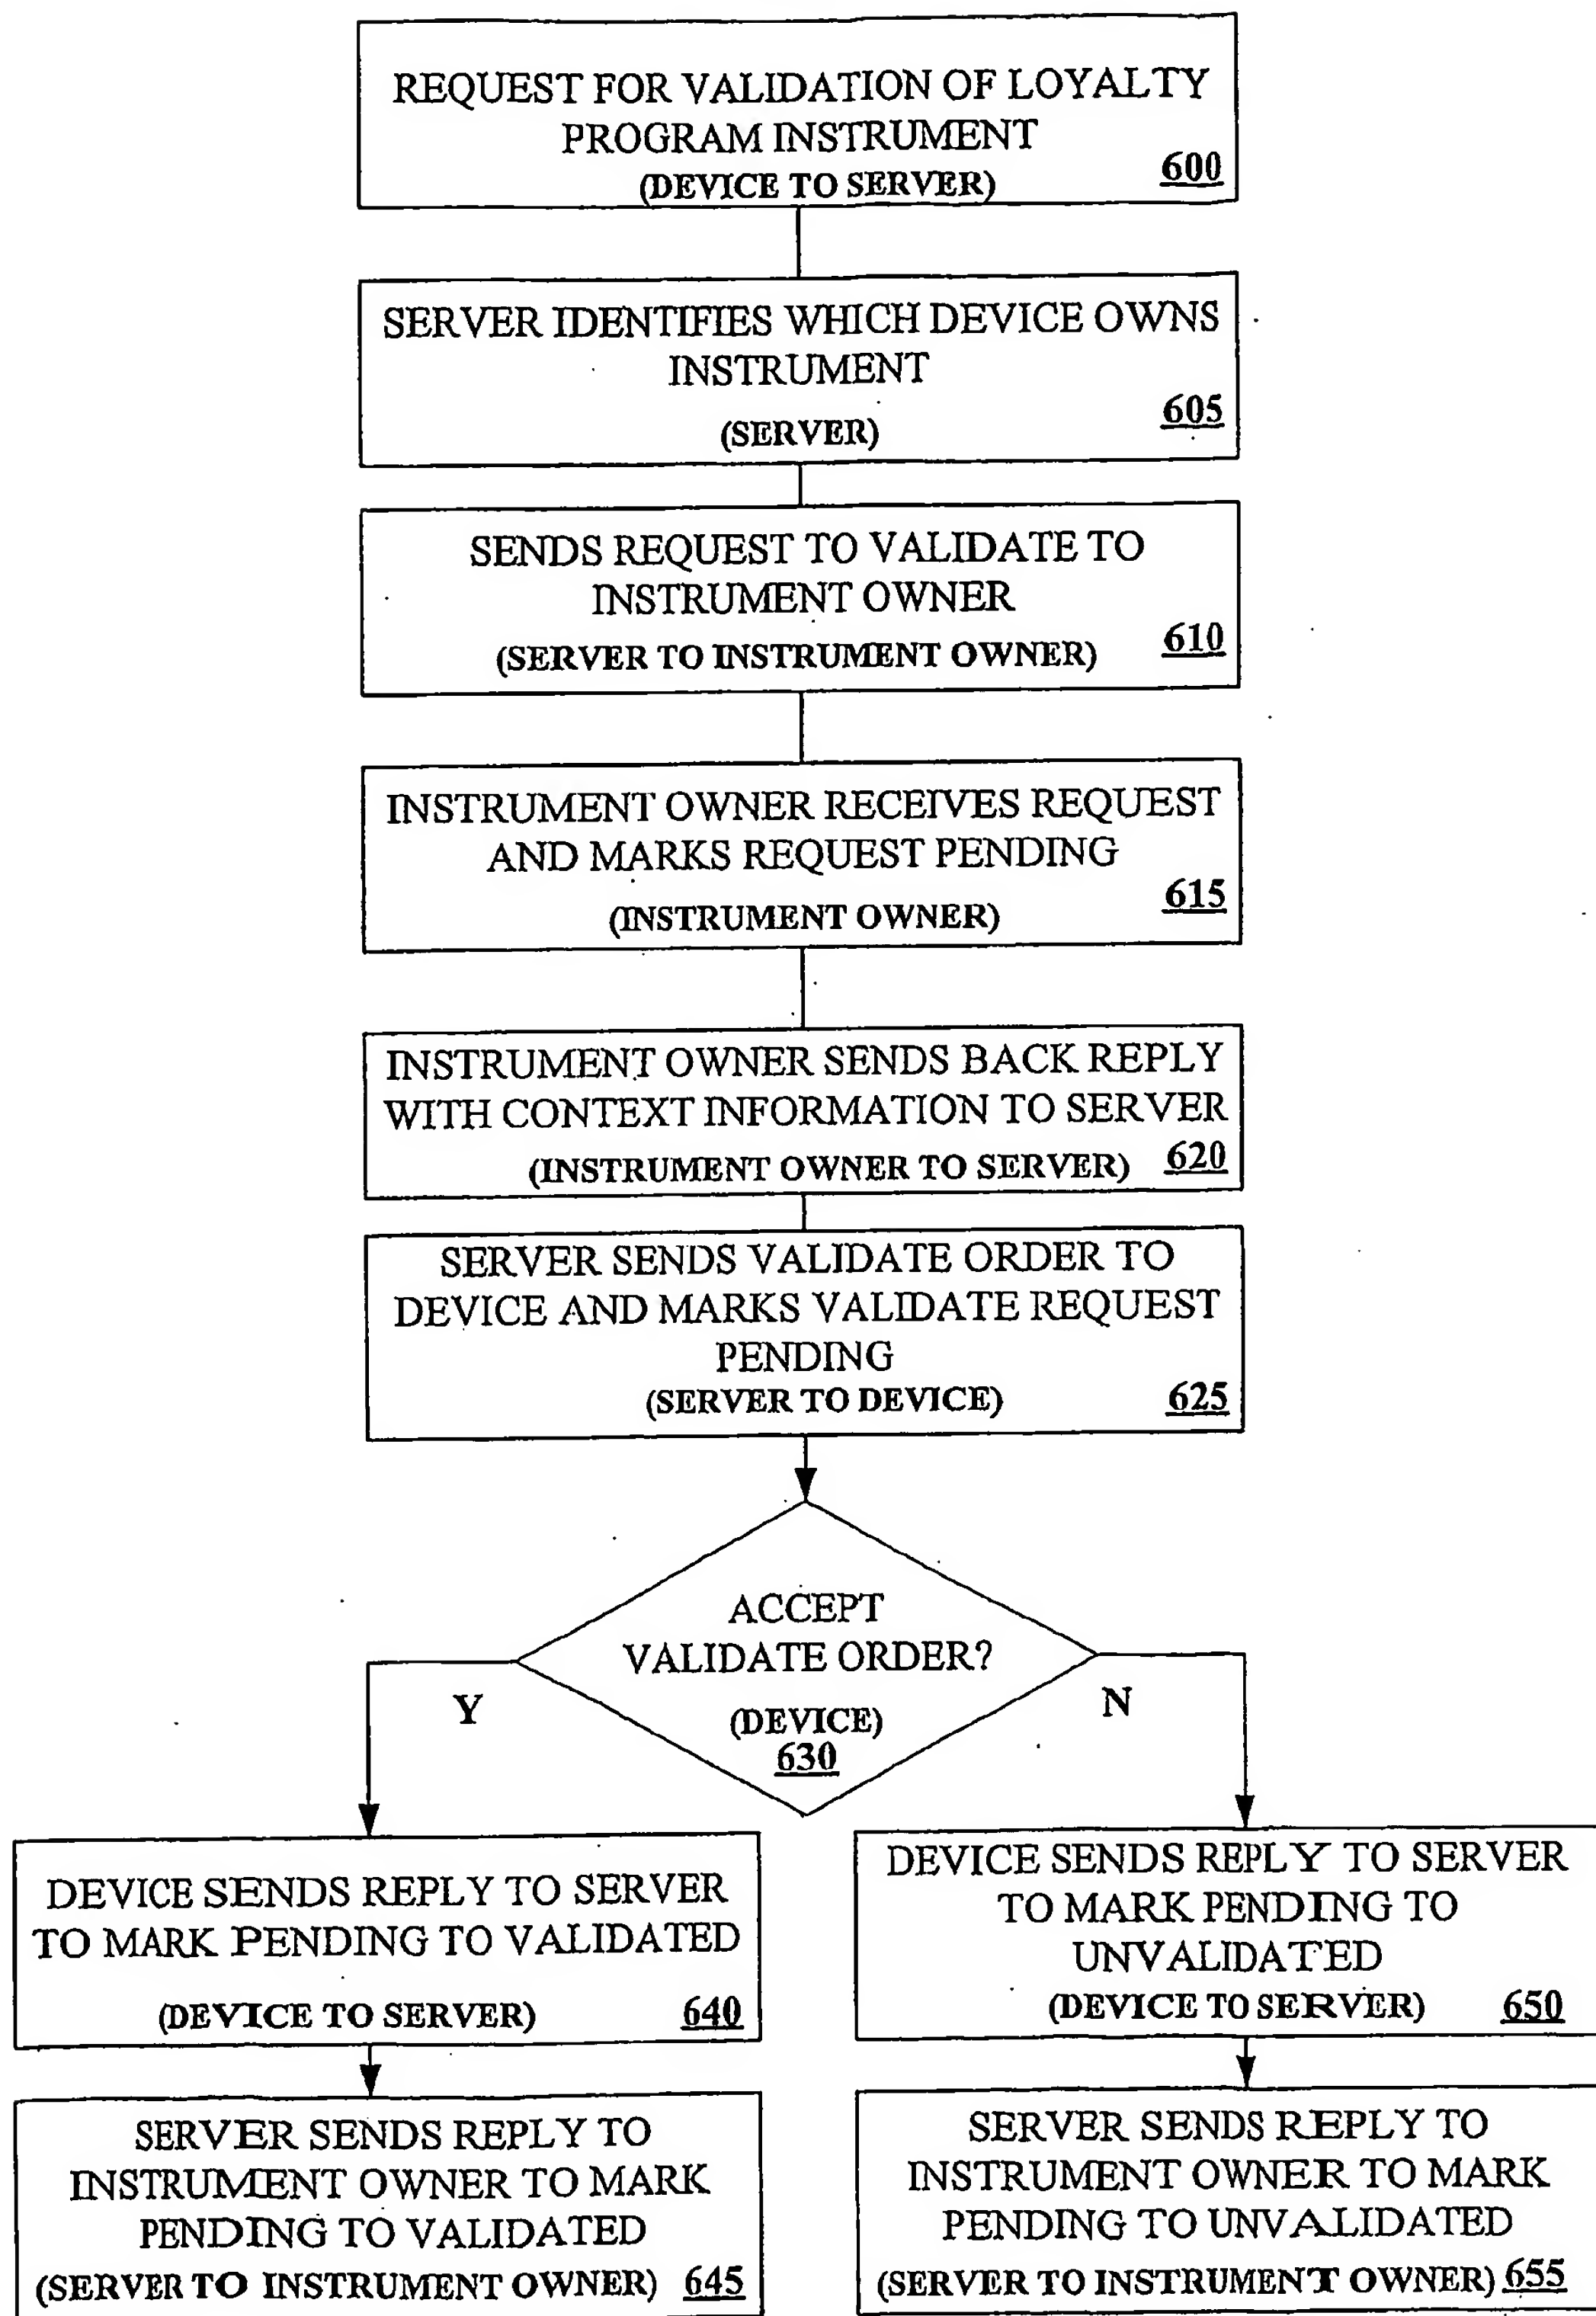 REQUEST FOR VALIDATION OF LOYALTY
PROGRAM INSTRUMENT
(DEVICE TO SERVER)
600
SERVER IDENTIFIES WHICH DEVICE OWNS
INSTRUMENT
(SERVER)
605
SENDS REQUEST TO VALIDATE TO
INSTRUMENT OWNER
(SERVER TO INSTRUMENT OWNER)
610
INSTRUMENT OWNER RECEIVES REQUEST
AND MARKS REQUEST PENDING
(INSTRUMENT OWNER)
615
INSTRUMENT OWNER SENDS BACK REPLY
WITH CONTEXT INFORMATION TO SERVER
(INSTRUMENT OWNER TO SERVER)
620
SERVER SENDS VALIDATE ORDER TO
DEVICE AND MARKS VALIDATE REQUEST
PENDING
(SERVER TO DEVICE)
625
ACCEPT
VALIDATE ORDER?
(DEVICE)
630
Y
N
DEVICE SENDS REPLY TO SERVER
TO MARK PENDING TO VALIDATED
(DEVICE TO SERVER)
640
DEVICE SENDS REPLY TO SERVER
TO MARK PENDING TO
UNVALIDATED
(DEVICE TO SERVER)
650
SERVER SENDS REPLY TO
INSTRUMENT OWNER TO MARK
PENDING TO VALIDATED
(SERVER TO INSTRUMENT OWNER)
645
SERVER SENDS REPLY TO
INSTRUMENT OWNER TO MARK
PENDING TO UNVALIDATED
(SERVER TO INSTRUMENT OWNER)
655